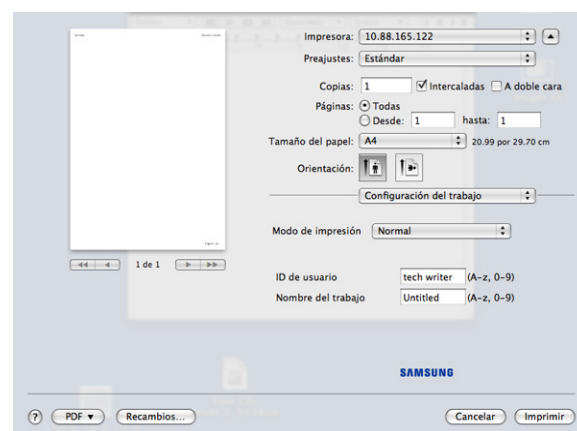 Impresora: 10.88.165.122
Preajustes: Estándar
Copias: 1 Intercaladas A doble cara
Páginas: Todas
Desde: 1 hasta: 1
Tamaño del papel: A4 20.99 por 29.70 cm
Orientación:
Configuración del trabajo
Modo de impresión Normal
1 de 1
ID de usuario tech writer (A-z, 0-9)
Nombre del trabajo Untitled (A-z, 0-9)
SAMSUNG
? PDF Recambios... Cancelar Imprimir